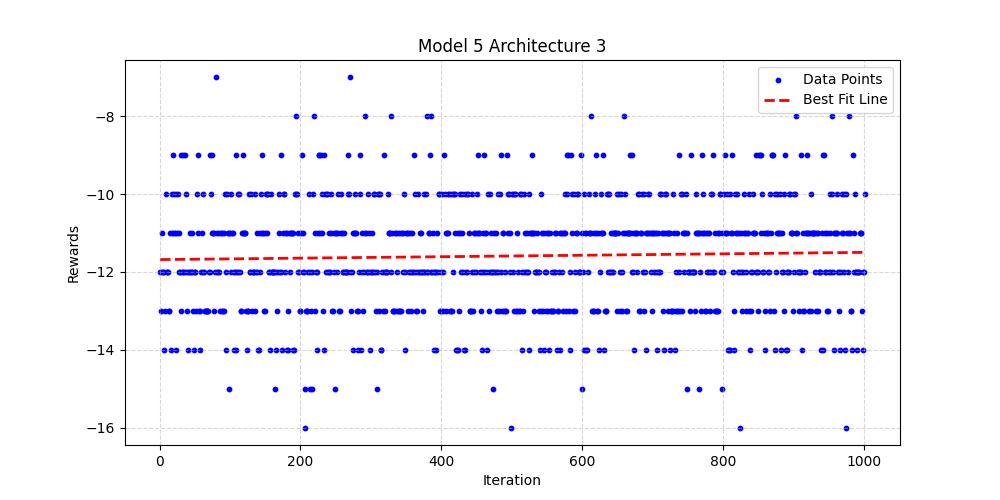 Model 5 Architecture 3
Data Points
Best Fit Line
Rewards
−8
−10
−12
−14
−16
0 200 400 600 800 1000
Iteration